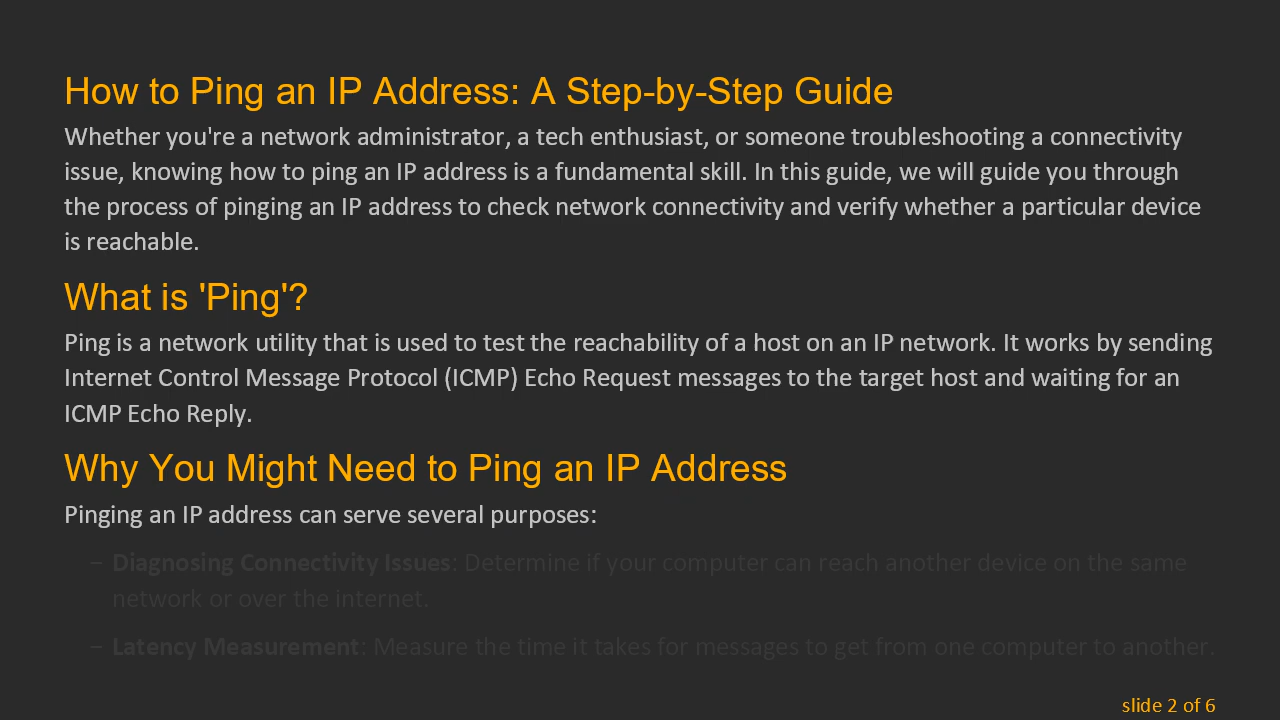 How to Ping an IP Address: A Step-by-Step Guide
Whether you're a network administrator, a tech enthusiast, or someone troubleshooting a connectivity
issue, knowing how to ping an IP address is a fundamental skill. In this guide, we will guide you through
the process of pinging an IP address to check network connectivity and verify whether a particular device
is reachable.
What is 'Ping'?
Ping is a network utility that is used to test the reachability of a host on an IP network. It works by sending
Internet Control Message Protocol (ICMP) Echo Request messages to the target host and waiting for an
ICMP Echo Reply.
Why You Might Need to Ping an IP Address
Pinging an IP address can serve several purposes:
– Diagnosing Connectivity Issues: Determine if your computer can reach another device on the same
network or over the internet.
– Latency Measurement: Measure the time it takes for messages to get from one computer to another.
slide 2 of 6